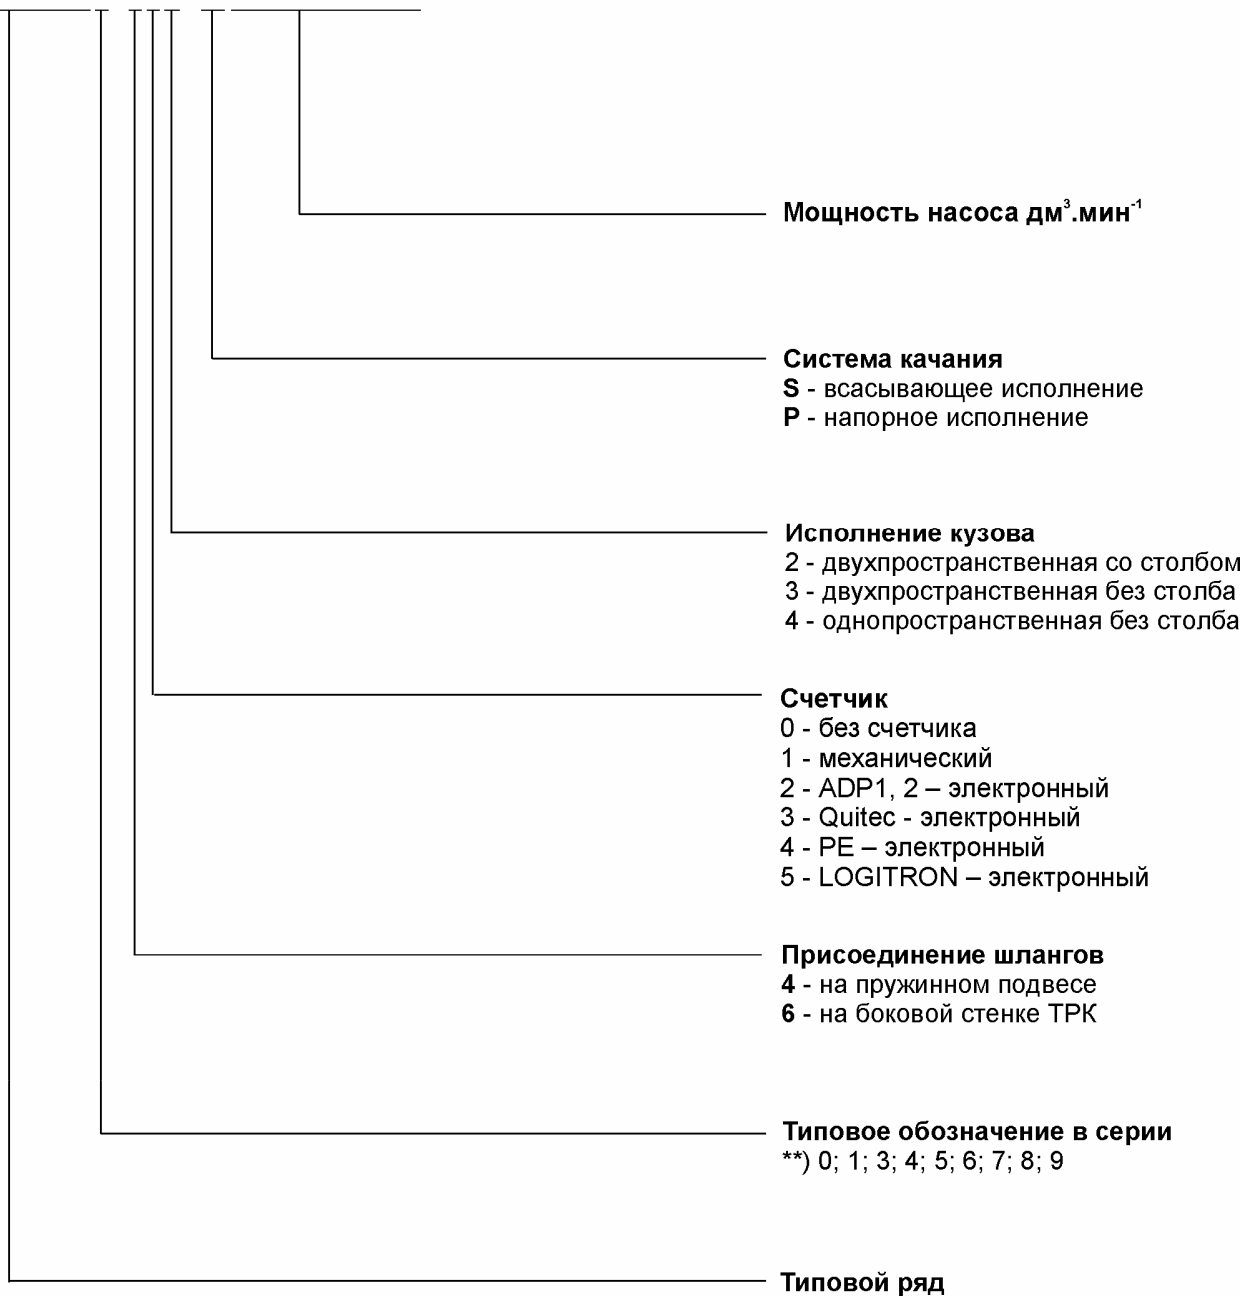 Мощность насоса дм³.мин⁻¹
Система качания
S - всасывающее исполнение
P - напорное исполнение
Исполнение кузова
2 - двухпространственная со столбом
3 - двухпространственная без столба
4 - однопространственная без столба
Счетчик
0 - без счетчика
1 - механический
2 - ADP1, 2 – электронный
3 - Quitec - электронный
4 - PE – электронный
5 - LOGITRON – электронный
Присоединение шлангов
4 - на пружинном подвесе
6 - на боковой стенке ТРК
Типовое обозначение в серии
**) 0; 1; 3; 4; 5; 6; 7; 8; 9
Типовой ряд